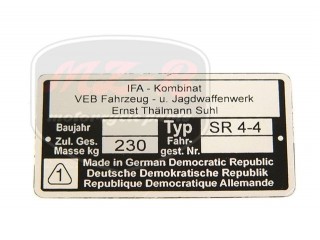 IFA - Kombinat
VEB Fahrzeug - u. Jagdwaffenwerk
Ernst Thälmann Suhl
Baujahr Typ SR 4-4
Zul. Ges. Masse kg 230 Fahr-gest. Nr.
1 Made in German Democratic Republic
Deutsche Demokratische Republik
Republique Democratique Allemande